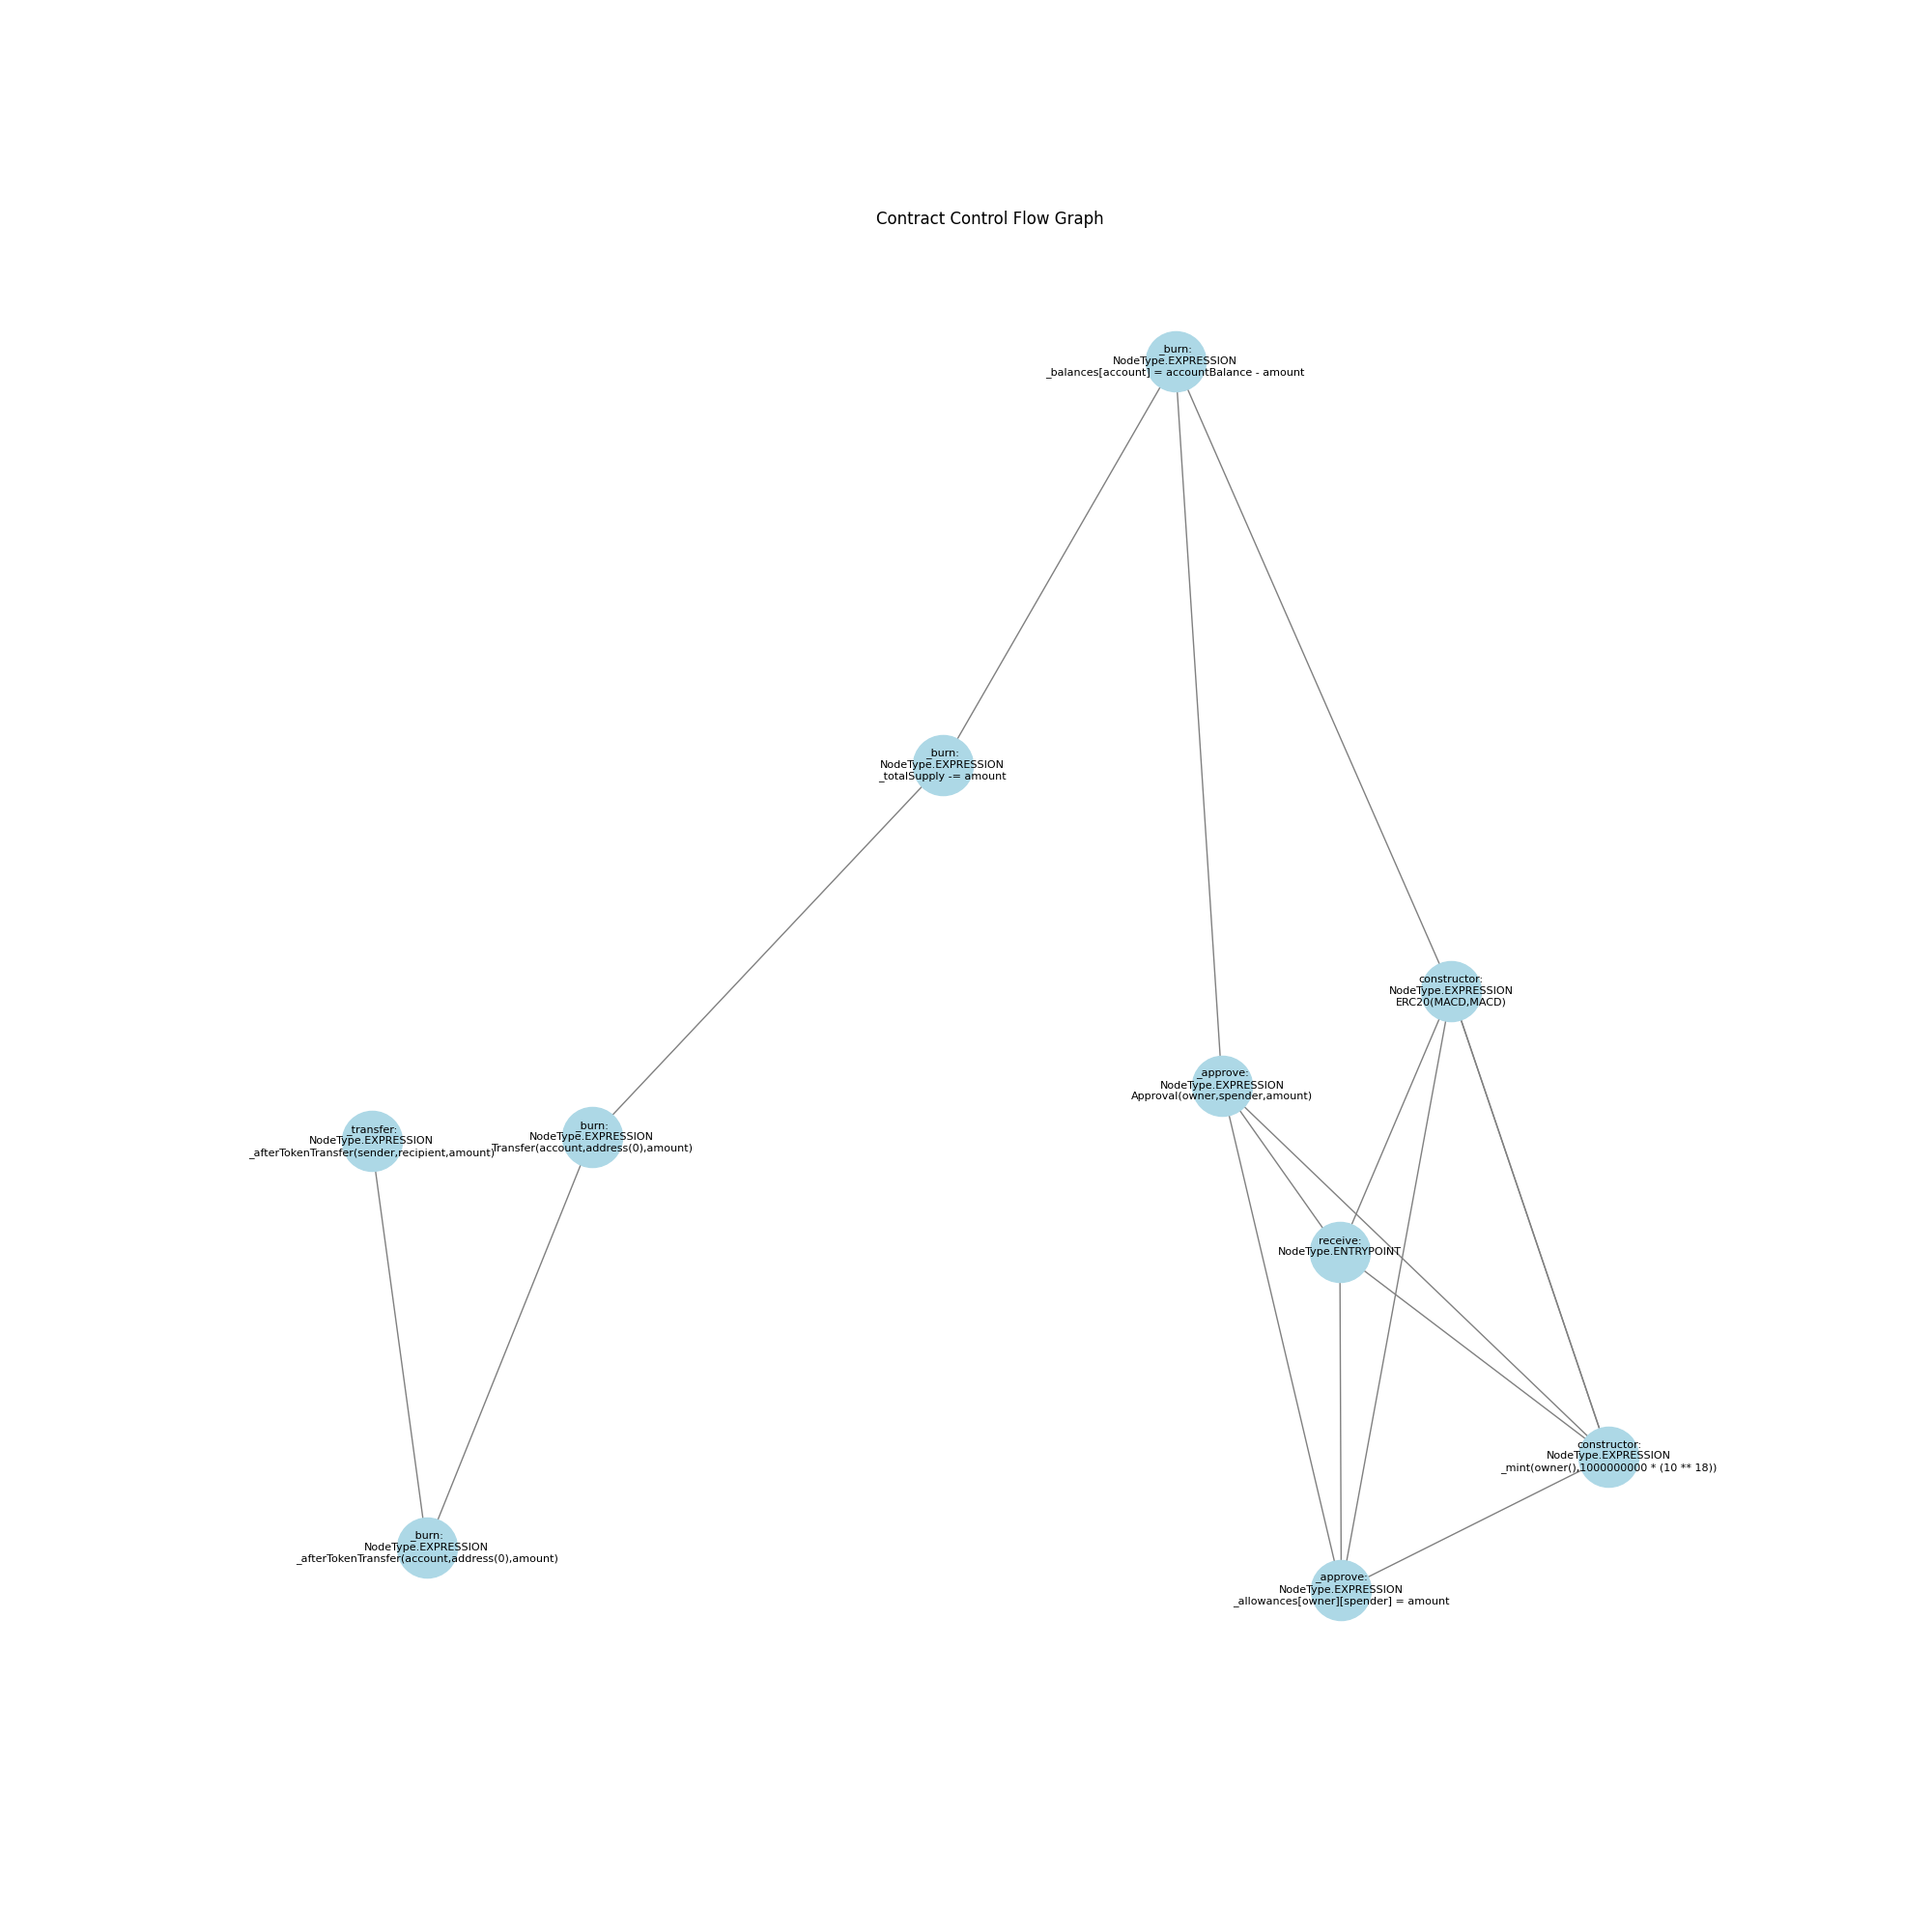 Contract Control Flow Graph
_burn:
NodeType.EXPRESSION
_balances[account] = accountBalance - amount
_burn:
NodeType.EXPRESSION
_totalSupply -= amount
constructor:
NodeType.EXPRESSION
ERC20(MACD,MACD)
_approve:
NodeType.EXPRESSION
Approval(owner,spender,amount)
_transfer:
NodeType.EXPRESSION
_afterTokenTransfer(sender,recipient,amount)
_burn:
NodeType.EXPRESSION
Transfer(account,address(0),amount)
receive:
NodeType.ENTRYPOINT
constructor:
NodeType.EXPRESSION
_mint(owner(),1000000000 * (10 ** 18))
_burn:
NodeType.EXPRESSION
_afterTokenTransfer(account,address(0),amount)
_approve:
NodeType.EXPRESSION
_allowances[owner][spender] = amount